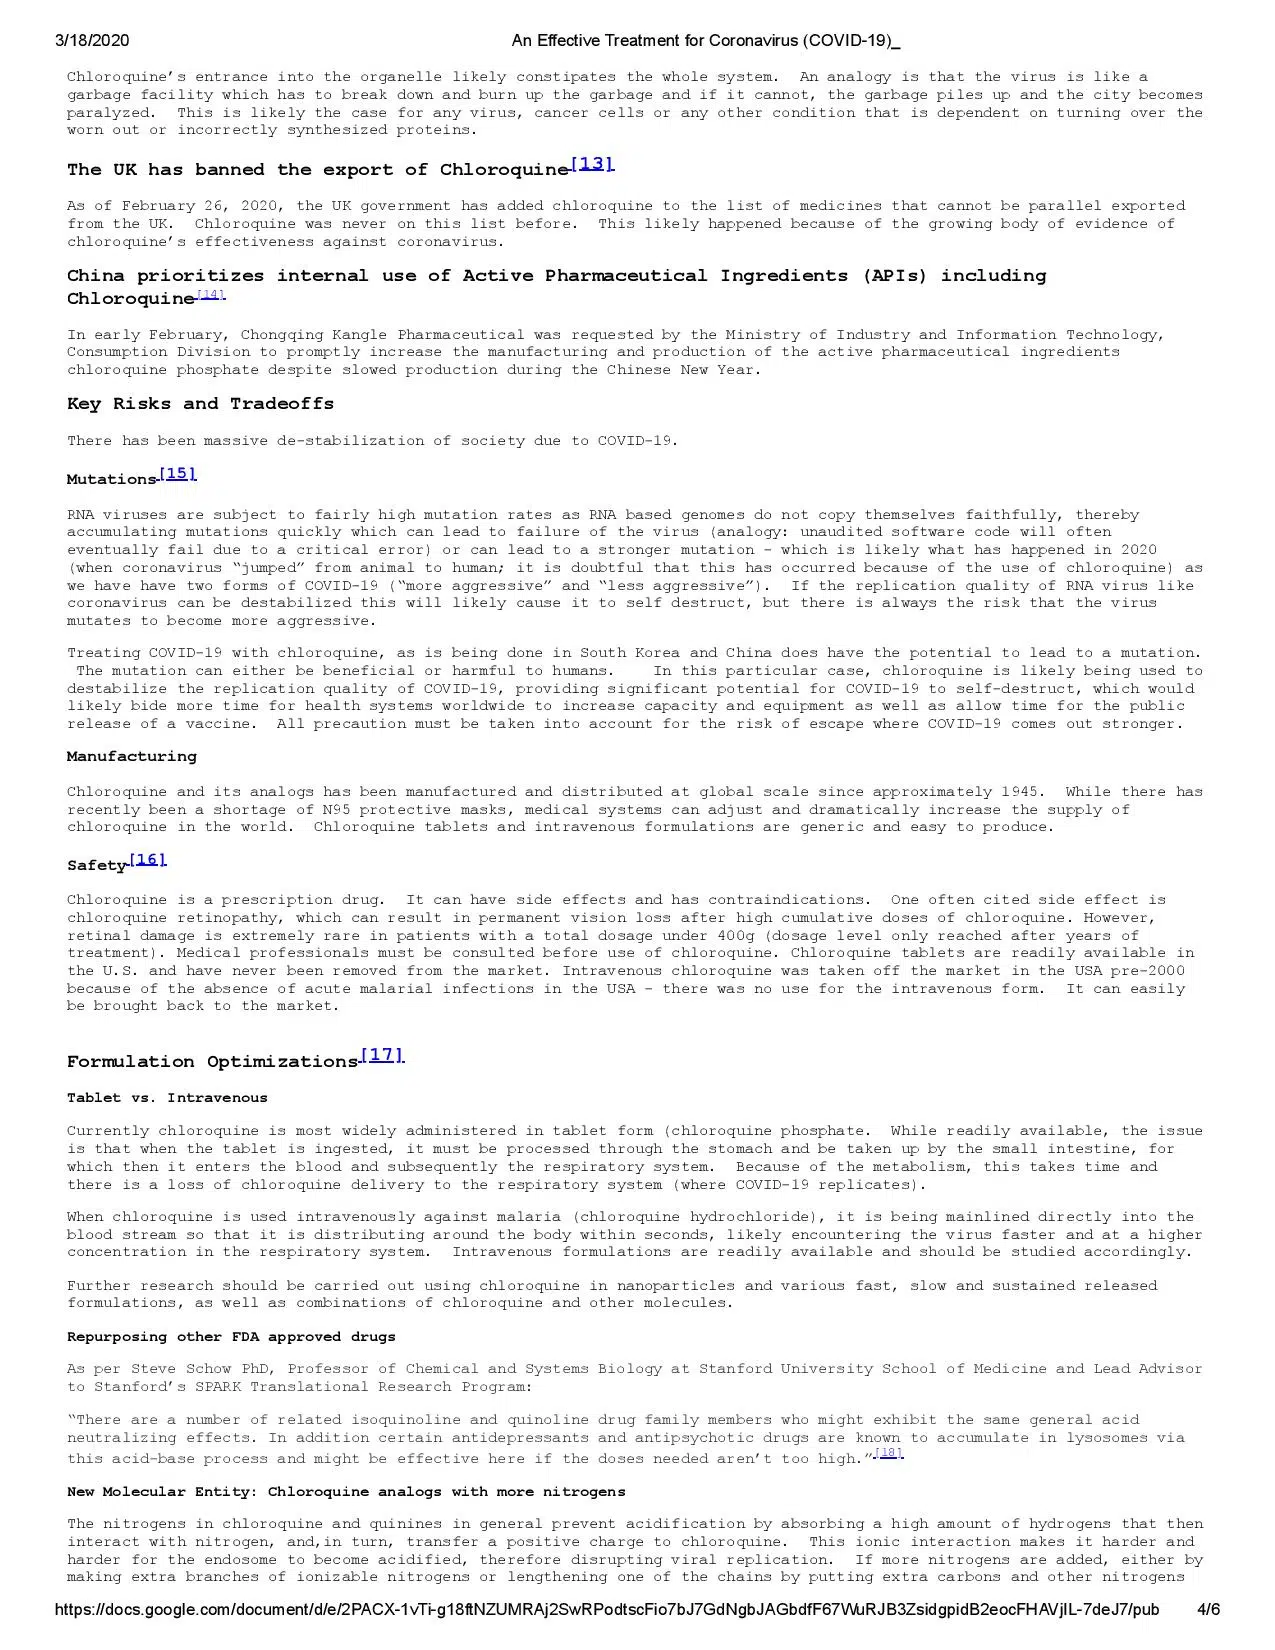 3/18/2020
An Effective Treatment for Coronavirus (COVID-19)_
Chloroquine's entrance into the organelle likely constipates the whole system. An analogy is that the virus is like a
garbage facility which has to break down and burn up the garbage and if it cannot, the garbage piles up and the city becomes
paralyzed. This is likely the case for any virus, cancer cells or any other condition that is dependent on turning over the
worn out or incorrectly synthesized proteins.
The UK has banned the export of Chloroquine[13]
As of February 26, 2020, the UK government has added chloroquine to the list of medicines that cannot be parallel exported
from the UK. Chloroquine was never on this list before. This likely happened because of the growing body of evidence of
chloroquine's effectiveness against coronavirus.
China prioritizes internal use of Active Pharmaceutical Ingredients (APIs) including
Chloroquine[14]
In early February, Chongqing Kangle Pharmaceutical was requested by the Ministry of Industry and Information Technology,
Consumption Division to promptly increase the manufacturing and production of the active pharmaceutical ingredients
chloroquine phosphate despite slowed production during the Chinese New Year.
Key Risks and Tradeoffs
There has been massive de-stabilization of society due to COVID-19.
Mutations[15]
RNA viruses are subject to fairly high mutation rates as RNA based genomes do not copy themselves faithfully, thereby
accumulating mutations quickly which can lead to failure of the virus (analogy: unaudited software code will often
eventually fail due to a critical error) or can lead to a stronger mutation - which is likely what has happened in 2020
(when coronavirus "jumped" from animal to human; it is doubtful that this has occurred because of the use of chloroquine) as
we have have two forms of COVID-19 ("more aggressive" and "less aggressive"). If the replication quality of RNA virus like
coronavirus can be destabilized this will likely cause it to self destruct, but there is always the risk that the virus
mutates to become more aggressive.
Treating COVID-19 with chloroquine, as is being done in South Korea and China does have the potential to lead to a mutation.
The mutation can either be beneficial or harmful to humans. In this particular case, chloroquine is likely being used to
destabilize the replication quality of COVID-19, providing significant potential for COVID-19 to self-destruct, which would
likely bide more time for health systems worldwide to increase capacity and equipment as well as allow time for the public
release of a vaccine. All precaution must be taken into account for the risk of escape where COVID-19 comes out stronger.
Manufacturing
Chloroquine and its analogs has been manufactured and distributed at global scale since approximately 1945. While there has
recently been a shortage of N95 protective masks, medical systems can adjust and dramatically increase the supply of
chloroquine in the world. Chloroquine tablets and intravenous formulations are generic and easy to produce.
Safety[16]
Chloroquine is a prescription drug. It can have side effects and has contraindications. One often cited side effect is
chloroquine retinopathy, which can result in permanent vision loss after high cumulative doses of chloroquine. However,
retinal damage is extremely rare in patients with a total dosage under 400g (dosage level only reached after years of
treatment). Medical professionals must be consulted before use of chloroquine. Chloroquine tablets are readily available in
the U.S. and have never been removed from the market. Intravenous chloroquine was taken off the market in the USA pre-2000
because of the absence of acute malarial infections in the USA - there was no use for the intravenous form. It can easily
be brought back to the market.
Formulation Optimizations[17]
Tablet vs. Intravenous
Currently chloroquine is most widely administered in tablet form (chloroquine phosphate. While readily available, the issue
is that when the tablet is ingested, it must be processed through the stomach and be taken up by the small intestine, for
which then it enters the blood and subsequently the respiratory system. Because of the metabolism, this takes time and
there is a loss of chloroquine delivery to the respiratory system (where COVID-19 replicates).
When chloroquine is used intravenously against malaria (chloroquine hydrochloride), it is being mainlined directly into the
blood stream so that it is distributing around the body within seconds, likely encountering the virus faster and at a higher
concentration in the respiratory system. Intravenous formulations are readily available and should be studied accordingly.
Further research should be carried out using chloroquine in nanoparticles and various fast, slow and sustained released
formulations, as well as combinations of chloroquine and other molecules.
Repurposing other FDA approved drugs
As per Steve Schow PhD, Professor of Chemical and Systems Biology at Stanford University School of Medicine and Lead Advisor
to Stanford's SPARK Translational Research Program:
"There are a number of related isoquinoline and quinoline drug family members who might exhibit the same general acid
neutralizing effects. In addition certain antidepressants and antipsychotic drugs are known to accumulate in lysosomes via
this acid-base process and might be effective here if the doses needed aren't too high."[18]
New Molecular Entity: Chloroquine analogs with more nitrogens
The nitrogens in chloroquine and quinines in general prevent acidification by absorbing a high amount of hydrogens that then
interact with nitrogen, and,in turn, transfer a positive charge to chloroquine. This ionic interaction makes it harder and
harder for the endosome to become acidified, therefore disrupting viral replication. If more nitrogens are added, either by
making extra branches of ionizable nitrogens or lengthening one of the chains by putting extra carbons and other nitrogens
https://docs.google.com/document/d/e/2PACX-1vTi-g18ftNZUMRAj2SwRPodtscFio7bJ7GdNgbJAGbdfF67WuRJB3ZsidgpidB2eocFHAVjIL-7deJ7/pub
4/6